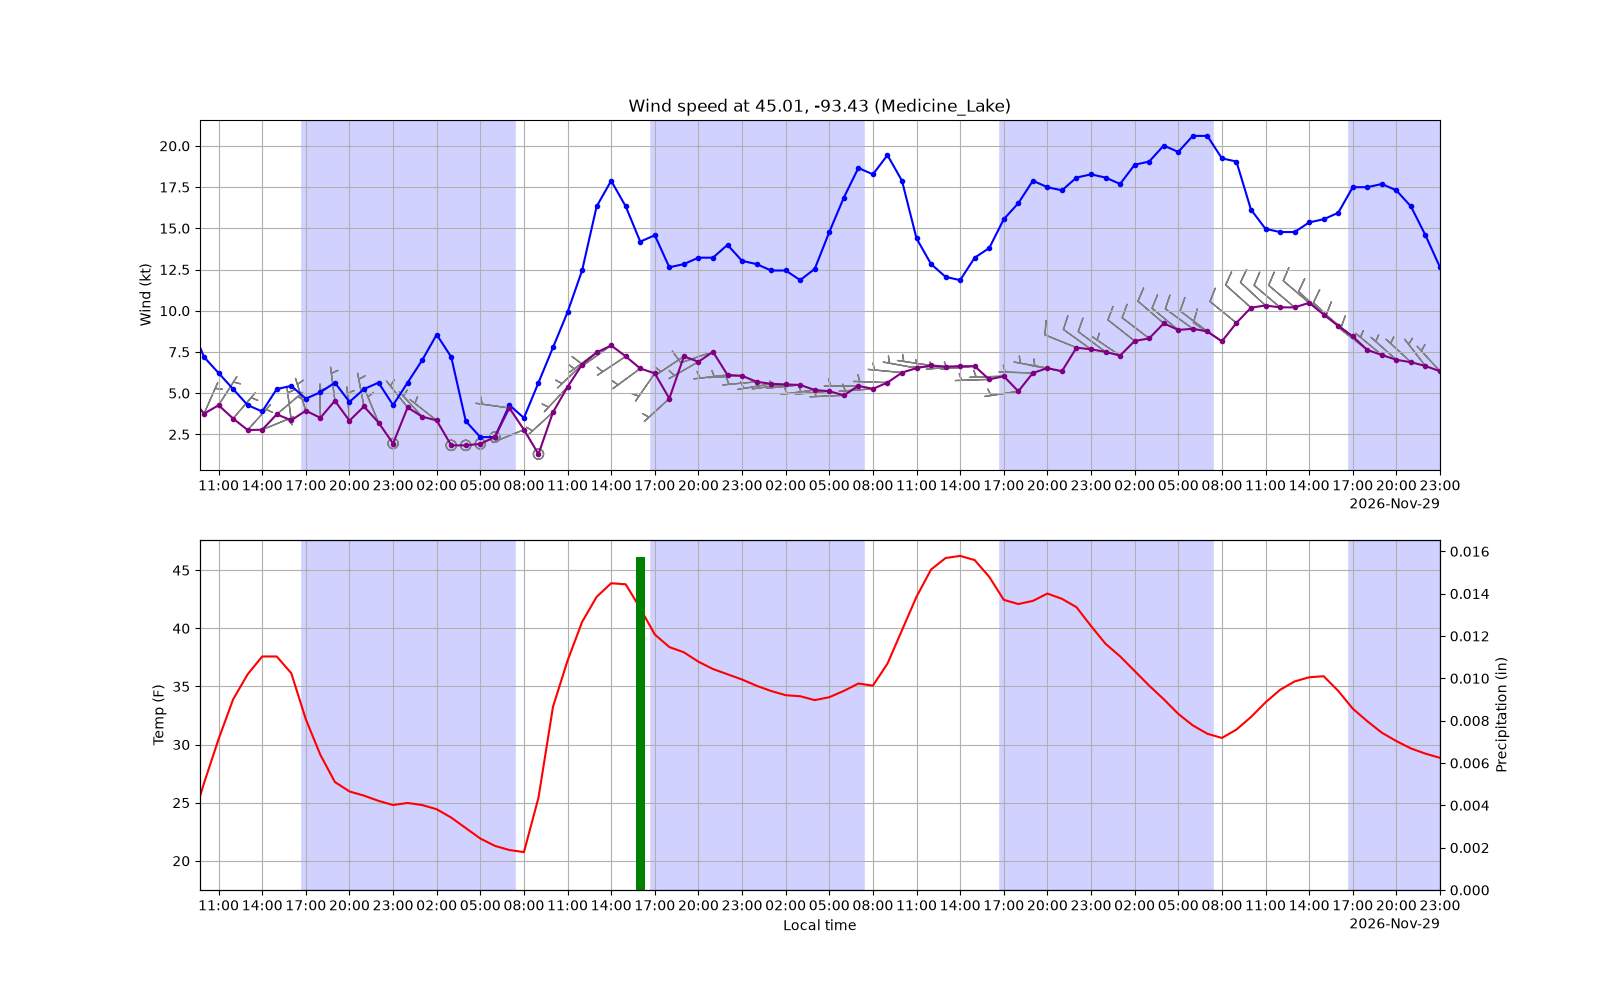 Wind speed at 45.01, -93.43 (Medicine_Lake)
20.0
17.5
15.0
12.5
10.0
7.5
5.0
2.5
Wind (kt)
11:00 14:00 17:00 20:00 23:00 02:00 05:00 08:00 11:00 14:00 17:00 20:00 23:00 02:00 05:00 08:00 11:00 14:00 17:00 20:00 23:00 02:00 05:00 08:00 11:00 14:00 17:00 20:00 23:00
2026-Nov-29
45
40
35
30
25
20
Temp (F)
0.016
0.014
0.012
0.010
0.008
0.006
0.004
0.002
0.000
Precipitation (in)
11:00 14:00 17:00 20:00 23:00 02:00 05:00 08:00 11:00 14:00 17:00 20:00 23:00 02:00 05:00 08:00 11:00 14:00 17:00 20:00 23:00 02:00 05:00 08:00 11:00 14:00 17:00 20:00 23:00
Local time
2026-Nov-29